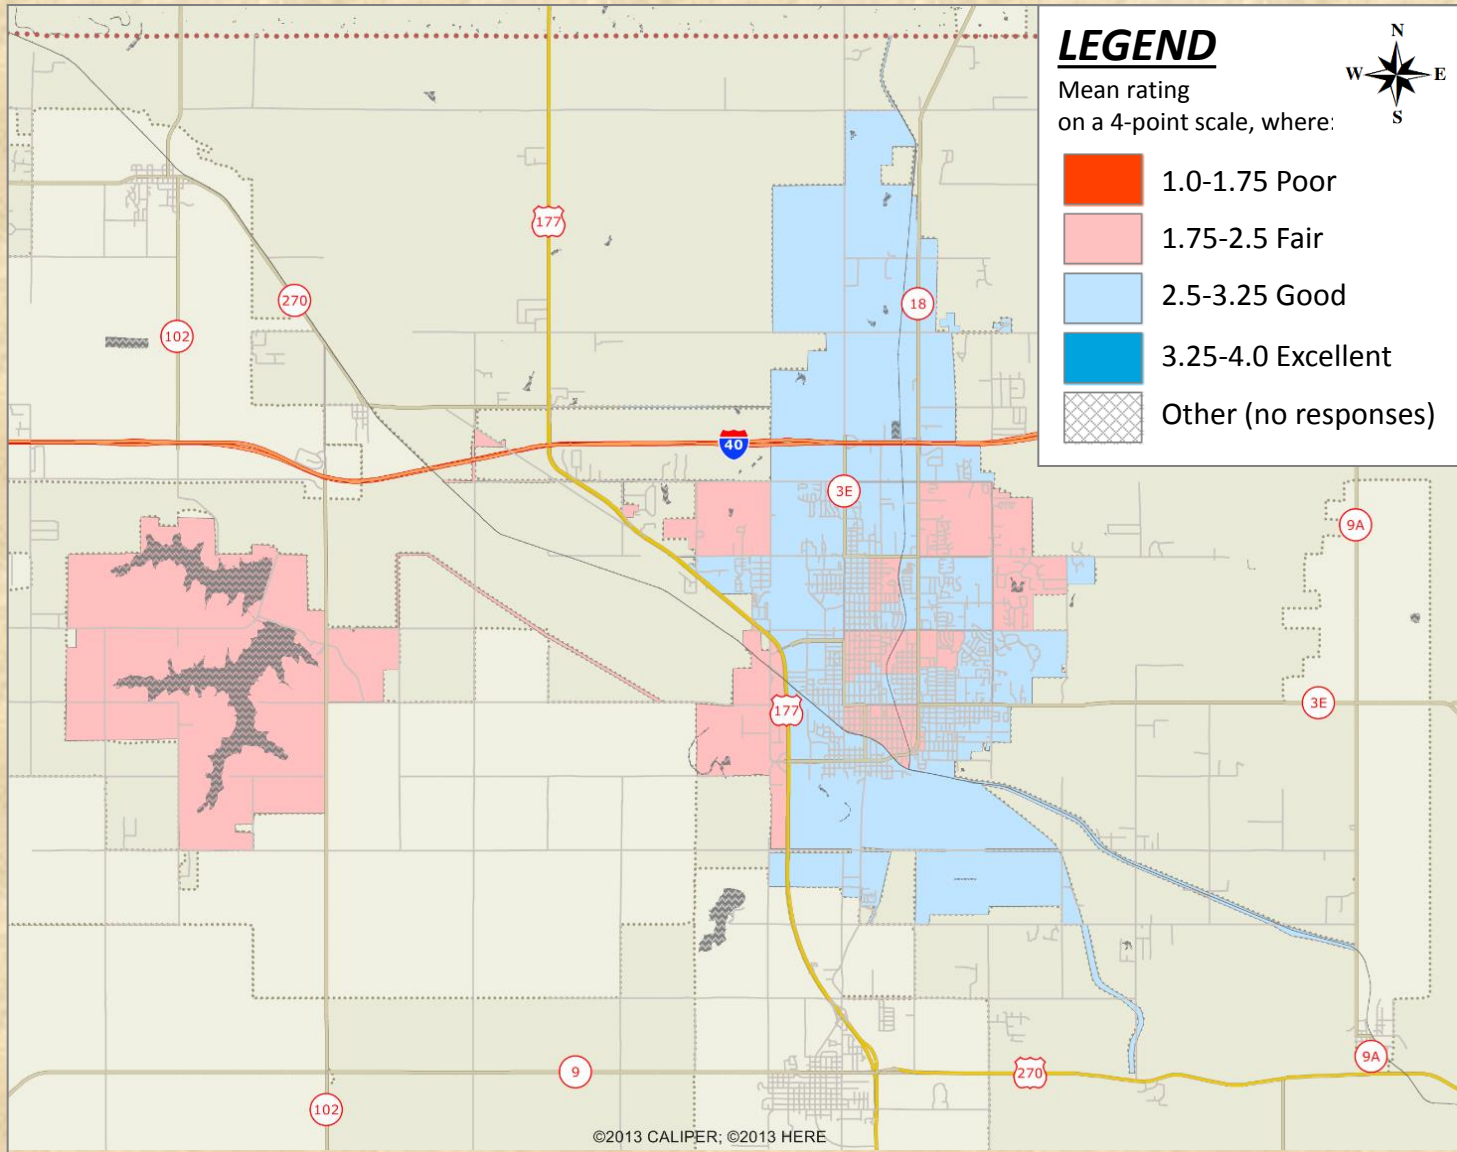 LEGEND
N
W E
S
Mean rating
on a 4-point scale, where:
1.0-1.75 Poor
1.75-2.5 Fair
2.5-3.25 Good
3.25-4.0 Excellent
Other (no responses)
177
270
18
102
40
3E
9A
3E
177
9A
9
270
102
©2013 CALIPER; ©2013 HERE